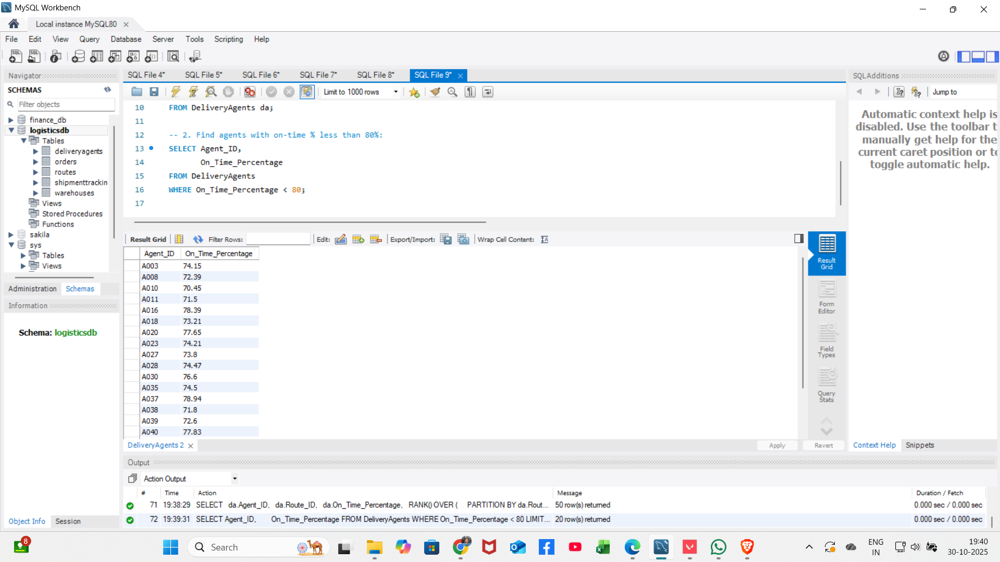 MySQL Workbench
Local instance MySQL80
File Edit View Query Database Server Tools Scripting Help
Navigator
SCHEMAS
Filter objects
finance_db
logisticsdb
Tables
deliveryagents
orders
routes
shipmenttrackin
warehouses
Views
Stored Procedures
Functions
sakila
sys
Tables
Views
Administration Schemas
Information
Schema: logisticsdb
Object Info Session
SQL File 4* SQL File 5* SQL File 6* SQL File 7* SQL File 8* SQL File 9*
Limit to 1000 rows
10 FROM DeliveryAgents da;
11
12 -- 2. Find agents with on-time % less than 80%:
13 SELECT Agent_ID,
14 On_Time_Percentage
15 FROM DeliveryAgents
16 WHERE On_Time_Percentage < 80;
17
Result Grid Filter Rows: Edit: Export/Import: Wrap Cell Content:
Agent_ID On_Time_Percentage
A003 74.15
A008 72.39
A010 70.45
A011 71.5
A016 78.39
A018 73.21
A020 77.65
A023 74.21
A027 73.8
A028 74.47
A030 76.6
A035 74.5
A037 78.94
A038 71.8
A039 72.6
A040 77.83
Result
Grid
Form
Editor
Field
Types
Query
Stats
DeliveryAgents 2 Apply Revert
SQLAdditions
Jump to
Automatic context help is
disabled. Use the toolbar t
manually get help for the
current caret position or to
toggle automatic help.
Context Help Snippets
Output
Action Output
# Time Action Message Duration / Fetch
71 19:38:29 SELECT da.Agent_ID, da.Route_ID, da.On_Time_Percentage, RANK() OVER ( PARTITION BY da.Rout... 50 row(s) returned 0.000 sec / 0.000 sec
72 19:39:31 SELECT Agent_ID, On_Time_Percentage FROM DeliveryAgents WHERE On_Time_Percentage < 80 LIMIT... 20 row(s) returned 0.000 sec / 0.000 sec
8
Search
ENG
IN
19:40
30-10-2025